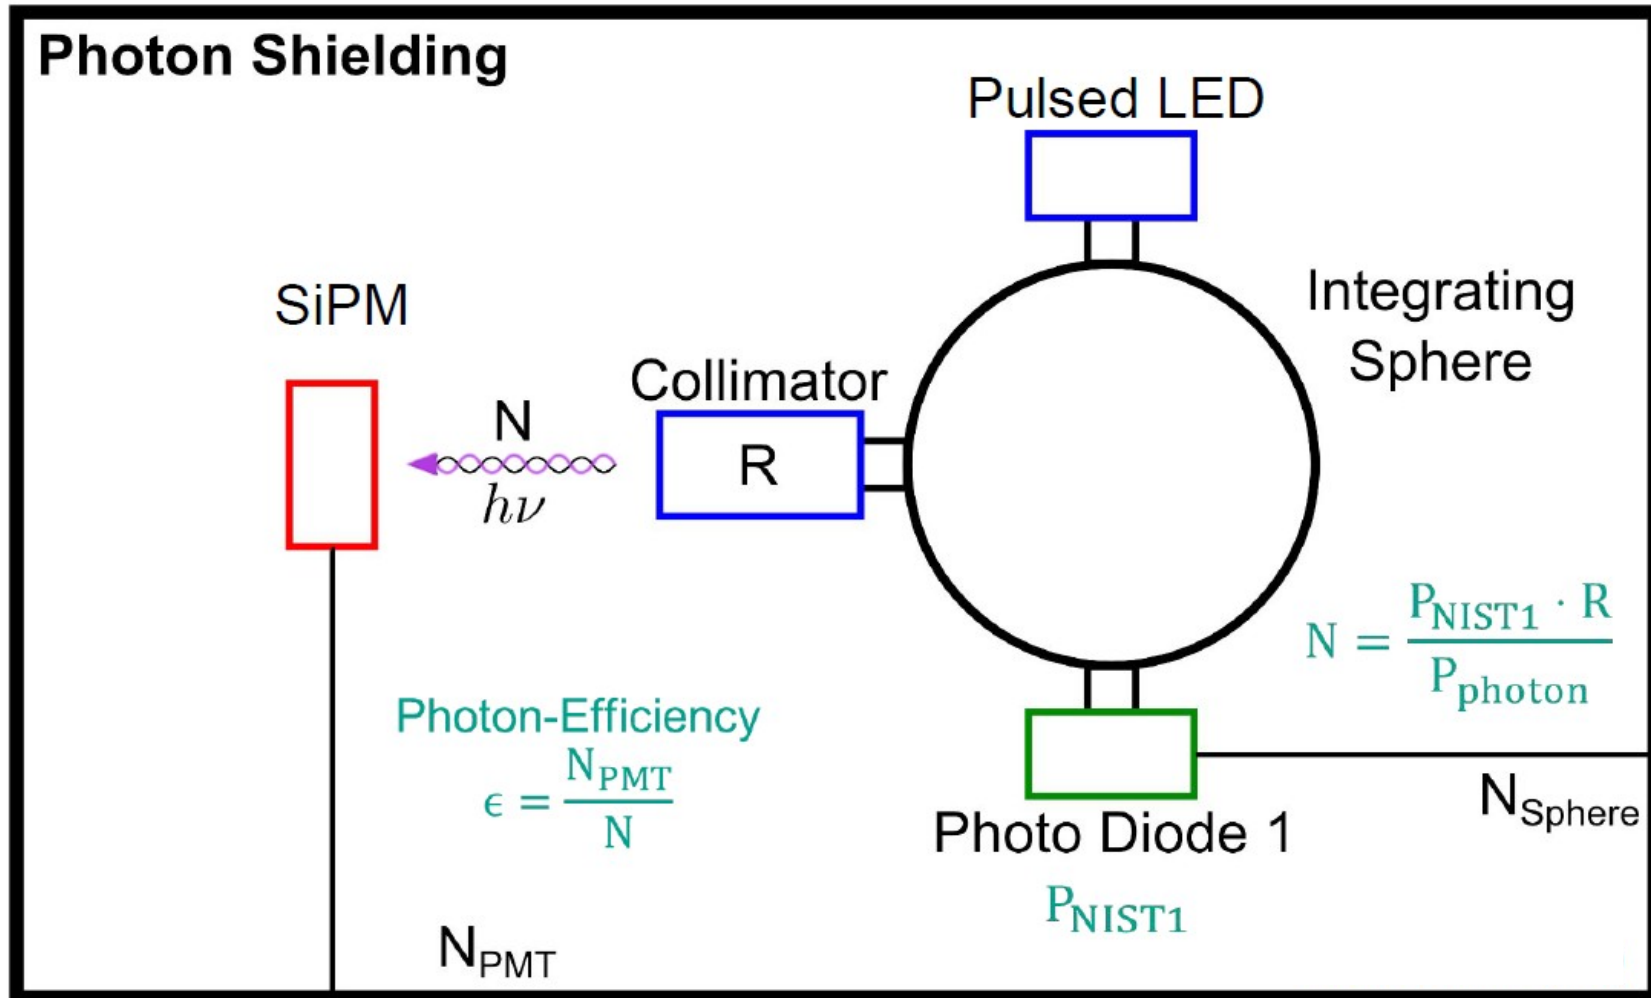 Photon Shielding
Pulsed LED
Integrating
Sphere
SiPM
Collimator
R
N
hν
N = P_NIST1 · R / P_photon
Photon-Efficiency
ϵ = N_PMT / N
N_Sphere
Photo Diode 1
P_NIST1
N_PMT